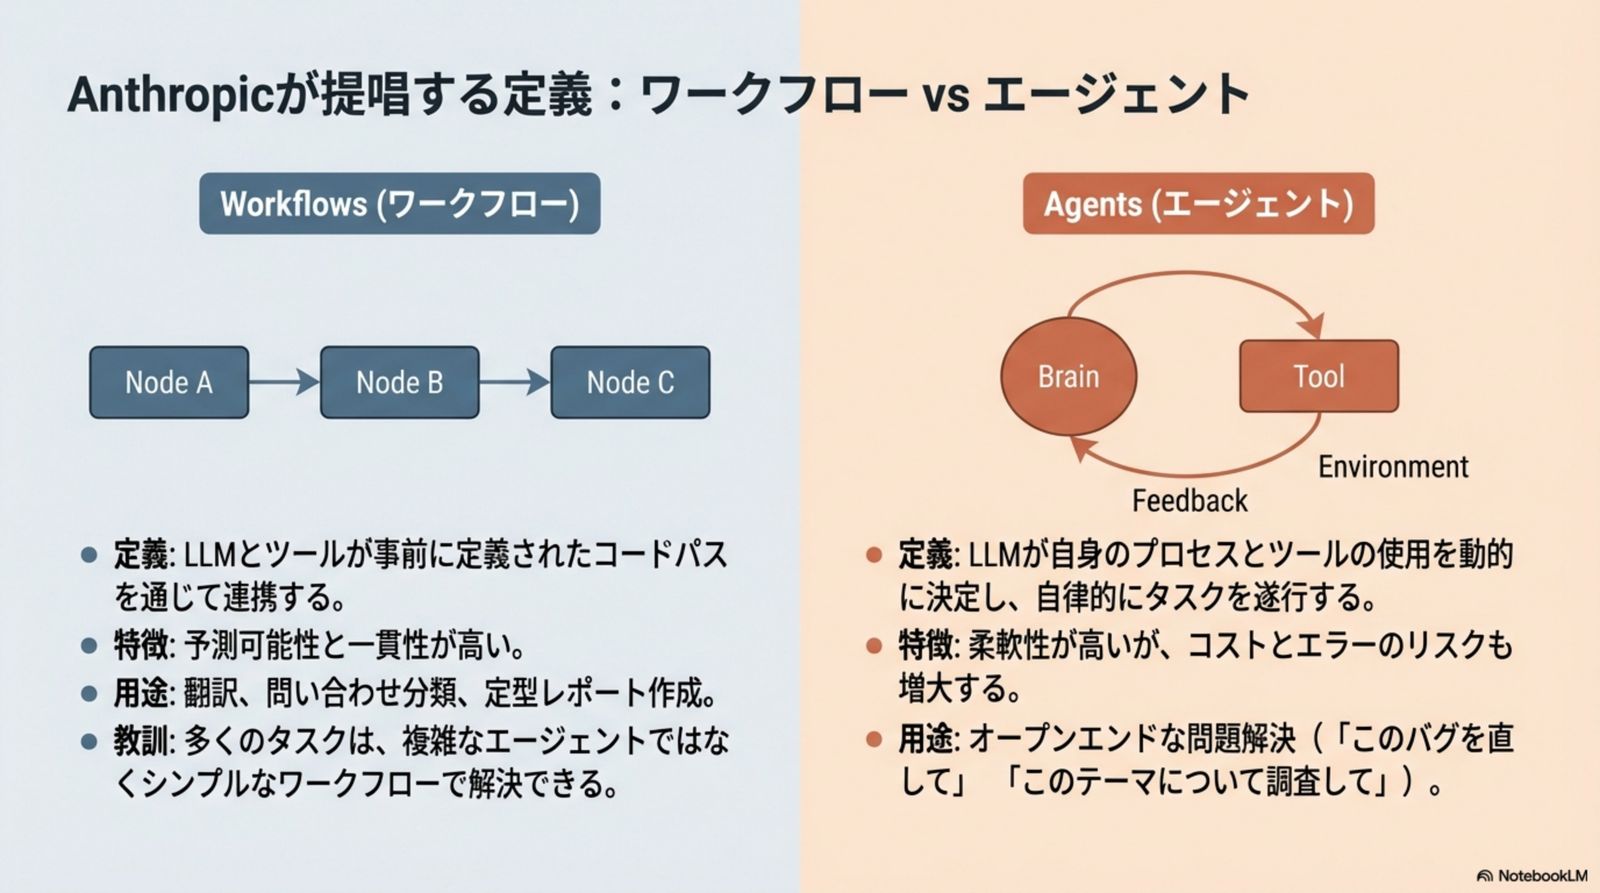 Anthropicが提唱する定義：ワークフロー vs エージェント
Workflows (ワークフロー)
Node A
Node B
Node C
定義: LLMとツールが事前に定義されたコードパス
を通じて連携する。
特徴: 予測可能性と一貫性が高い。
用途: 翻訳、問い合わせ分類、定型レポート作成。
教訓: 多くのタスクは、複雑なエージェントではな
くシンプルなワークフローで解決できる。
Agents (エージェント)
Brain
Tool
Environment
Feedback
定義: LLMが自身のプロセスとツールの使用を動的
に決定し、自律的にタスクを遂行する。
特徴: 柔軟性が高いが、コストとエラーのリスクも
増大する。
用途: オープンエンドな問題解決（「このバグを直
して」 「このテーマについて調査して」）。
NotebookLM